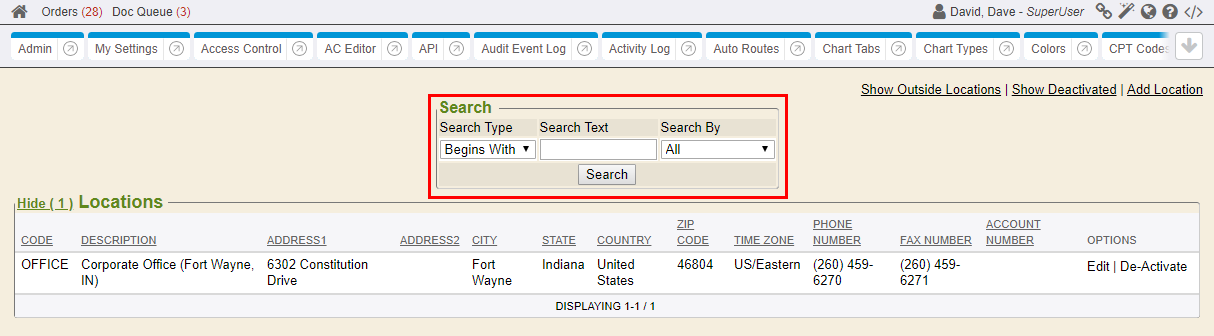 Orders (28) Doc Queue (3) David, Dave - SuperUser
Admin My Settings Access Control AC Editor API Audit Event Log Activity Log Auto Routes Chart Tabs Chart Types Colors CPT Codes
Show Outside Locations | Show Deactivated | Add Location
Search
Search Type Search Text Search By
Begins With All
Search
Hide ( 1 ) Locations
CODE DESCRIPTION ADDRESS1 ADDRESS2 CITY STATE COUNTRY ZIP CODE TIME ZONE PHONE NUMBER FAX NUMBER ACCOUNT NUMBER OPTIONS
OFFICE Corporate Office (Fort Wayne, 6302 Constitution Fort Indiana United 46804 US/Eastern (260) 459- (260) 459- Edit | De-Activate
IN) Drive Wayne States 6270 6271
DISPLAYING 1-1 / 1